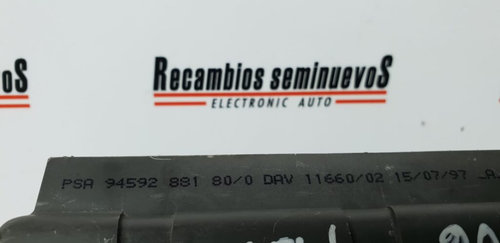 oS
Recambios seminuevoS
ELECTRONIC AUTO
PSA 94592 881 80/0 DAV 11660/02 15/07/97